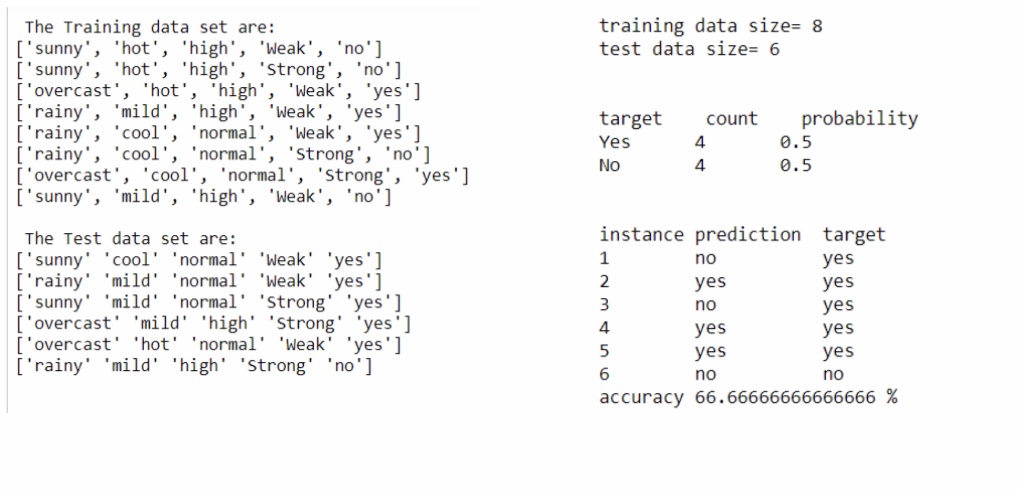 The Training data set are:
['sunny', 'hot', 'high', 'Weak', 'no']
['sunny', 'hot', 'high', 'Strong', 'no']
['overcast', 'hot', 'high', 'Weak', 'yes']
['rainy', 'mild', 'high', 'Weak', 'yes']
['rainy', 'cool', 'normal', 'Weak', 'yes']
['rainy', 'cool', 'normal', 'Strong', 'no']
['overcast', 'cool', 'normal', 'Strong', 'yes']
['sunny', 'mild', 'high', 'Weak', 'no']
The Test data set are:
['sunny' 'cool' 'normal' 'Weak' 'yes']
['rainy' 'mild' 'normal' 'Weak' 'yes']
['sunny' 'mild' 'normal' 'Strong' 'yes']
['overcast' 'mild' 'high' 'Strong' 'yes']
['overcast' 'hot' 'normal' 'Weak' 'yes']
['rainy' 'mild' 'high' 'Strong' 'no']
training data size= 8
test data size= 6
target count probability
Yes 4 0.5
No 4 0.5
instance prediction target
1 no yes
2 yes yes
3 no yes
4 yes yes
5 yes yes
6 no no
accuracy 66.66666666666666 %